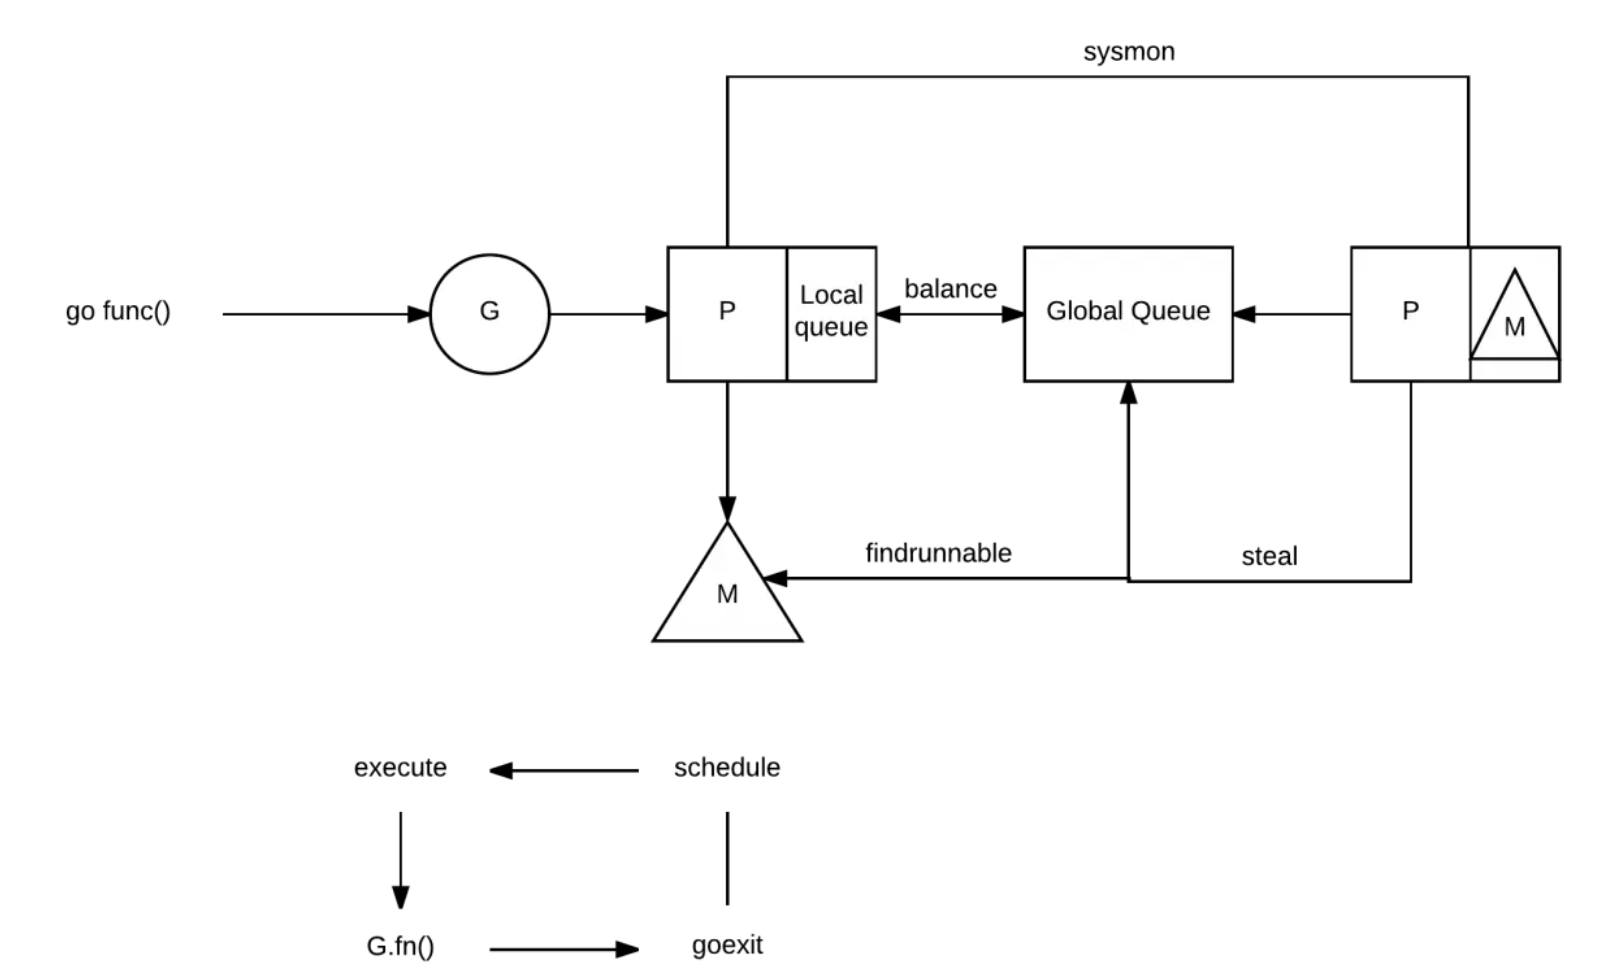 sysmon
go func()
G
P
Local
queue
balance
Global Queue
P
M
findrunnable
steal
M
execute
schedule
G.fn()
goexit